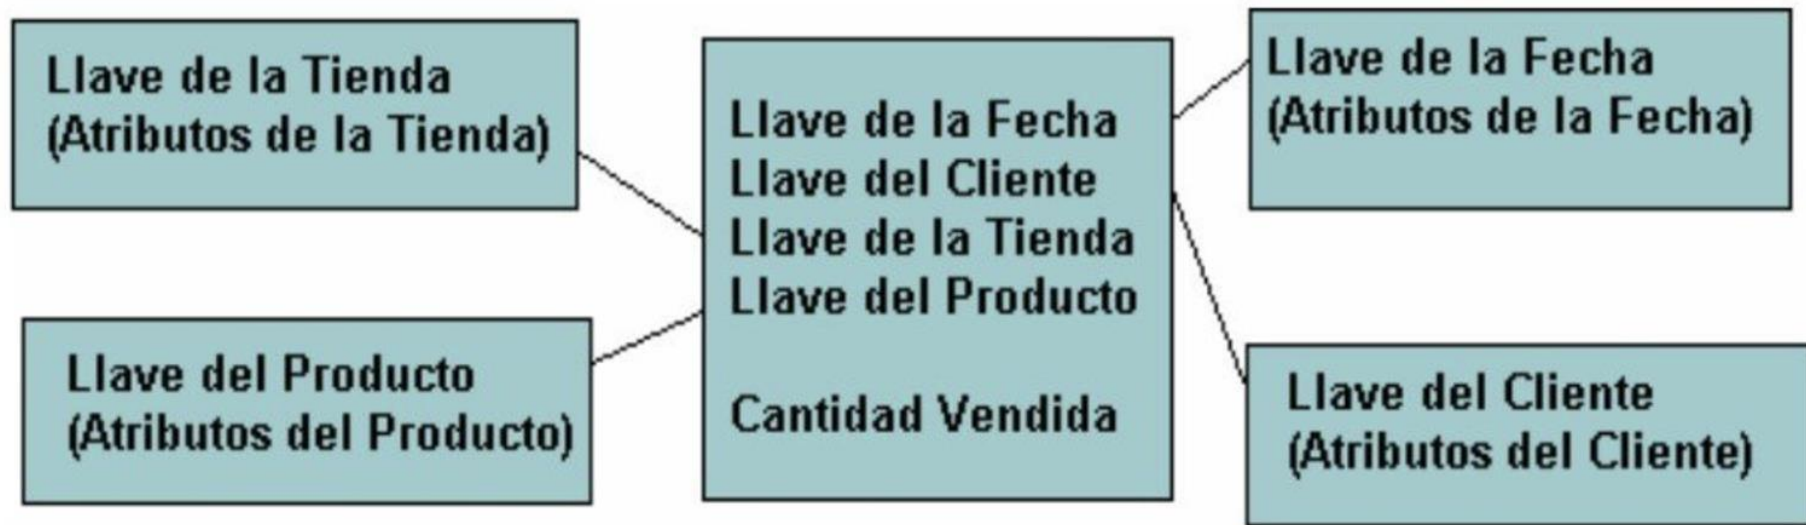 Llave de la Tienda
(Atributos de la Tienda)
Llave del Producto
(Atributos del Producto)
Llave de la Fecha
Llave del Cliente
Llave de la Tienda
Llave del Producto
Cantidad Vendida
Llave de la Fecha
(Atributos de la Fecha)
Llave del Cliente
(Atributos del Cliente)